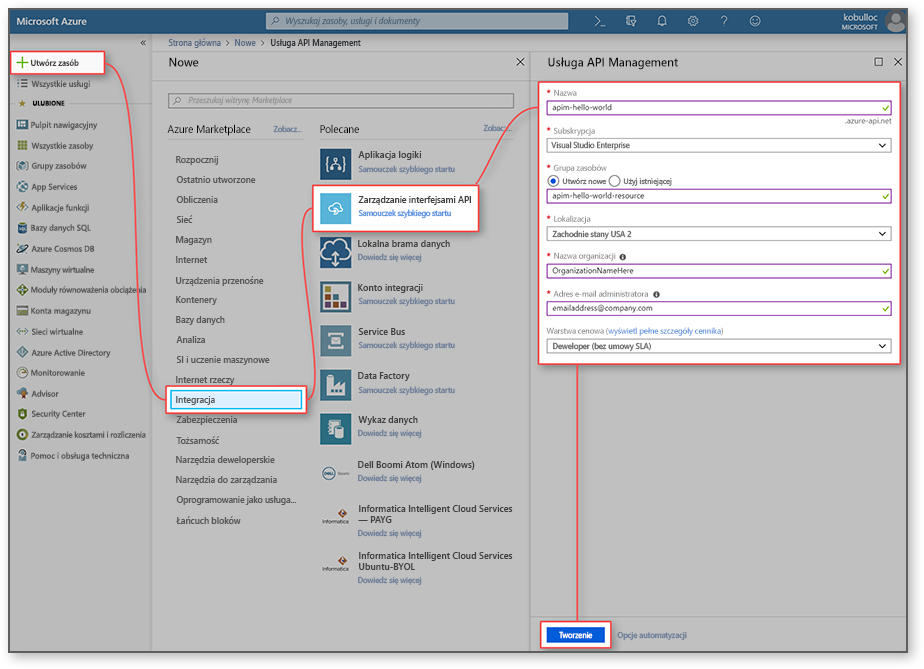 Microsoft Azure
Wyszukaj zasoby, usługi i dokumenty
kobulloc
MICROSOFT
Strona główna > Nowe > Usługa API Management
Utwórz zasób
Wszystkie usługi
ULUBIONE
Pulpit nawigacyjny
Wszystkie zasoby
Grupy zasobów
App Services
Aplikacje funkcji
Bazy danych SQL
Azure Cosmos DB
Maszyny wirtualne
Moduły równoważenia obciążenia
Konta magazynu
Sieci wirtualne
Azure Active Directory
Monitorowanie
Advisor
Security Center
Zarządzanie kosztami i rozliczenia
Pomoc i obsługa techniczna
Nowe
Przeszukaj witrynę Marketplace
Azure Marketplace Zobacz...
Rozpocznij
Ostatnio utworzone
Obliczenia
Sieć
Magazyn
Internet
Urządzenia przenośne
Kontenery
Bazy danych
Analiza
SI i uczenie maszynowe
Internet rzeczy
Integracja
Zabezpieczenia
Tożsamość
Narzędzia deweloperskie
Narzędzia do zarządzania
Oprogramowanie jako usługa...
Łańcuch bloków
Polecane Zobacz...
Aplikacja logiki
Samouczek szybkiego startu
Zarządzanie interfejsami API
Samouczek szybkiego startu
Lokalna brama danych
Dowiedz się więcej
Konto integracji
Samouczek szybkiego startu
Service Bus
Samouczek szybkiego startu
Data Factory
Samouczek szybkiego startu
Wykaz danych
Dowiedz się więcej
DELL Boomi
Dell Boomi Atom (Windows)
Dowiedz się więcej
Informatica
Informatica Intelligent Cloud Services
— PAYG
Dowiedz się więcej
Informatica
Informatica Intelligent Cloud Services
Ubuntu-BYOL
Dowiedz się więcej
Usługa API Management
* Nazwa
apim-hello-world
.azure-api.net
* Subskrypcja
Visual Studio Enterprise
* Grupa zasobów
Utwórz nowe Użyj istniejącej
apim-hello-world-resource
* Lokalizacja
Zachodnie stany USA 2
* Nazwa organizacji
OrganizationNameHere
* Adres e-mail administratora
emailaddress@company.com
Warstwa cenowa (wyświetl pełne szczegóły cennika)
Deweloper (bez umowy SLA)
Tworzenie
Opcje automatyzacji